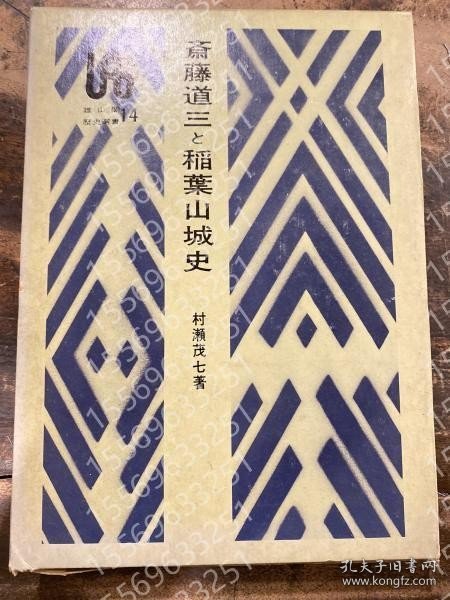 斎藤道三と稲葉山城史
村瀬茂七著
雄山閣
歴史選書
14
15569633251
孔夫子旧书网
www.kongfz.com